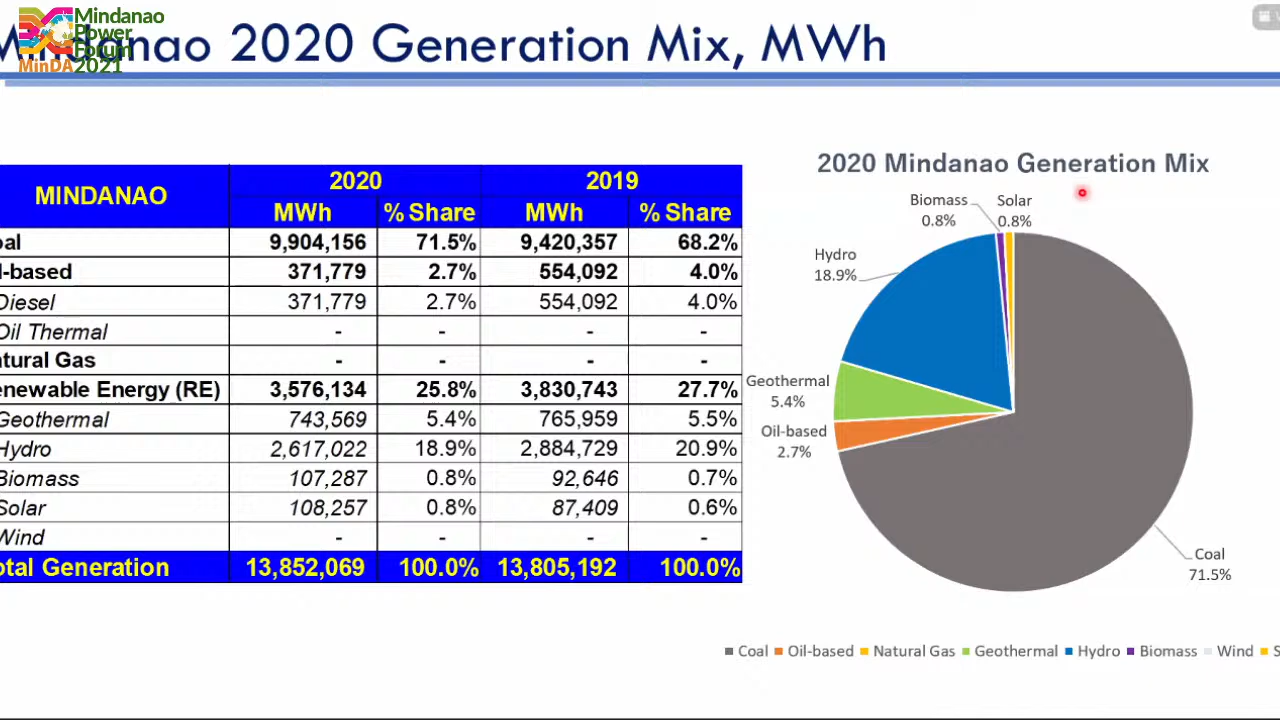 Mindanao
Power
Forum
2021
MinDA
Mindanao 2020 Generation Mix, MWh
MINDANAO 2020 2019
MWh % Share MWh % Share
oal 9,904,156 71.5% 9,420,357 68.2%
l-based 371,779 2.7% 554,092 4.0%
Diesel 371,779 2.7% 554,092 4.0%
Oil Thermal - - - -
atural Gas - - - -
enewable Energy (RE) 3,576,134 25.8% 3,830,743 27.7%
Geothermal 743,569 5.4% 765,959 5.5%
Hydro 2,617,022 18.9% 2,884,729 20.9%
Biomass 107,287 0.8% 92,646 0.7%
Solar 108,257 0.8% 87,409 0.6%
Wind - - - -
otal Generation 13,852,069 100.0% 13,805,192 100.0%
2020 Mindanao Generation Mix
Biomass
0.8%
Solar
0.8%
Hydro
18.9%
Geothermal
5.4%
Oil-based
2.7%
Coal
71.5%
Coal Oil-based Natural Gas Geothermal Hydro Biomass Wind S